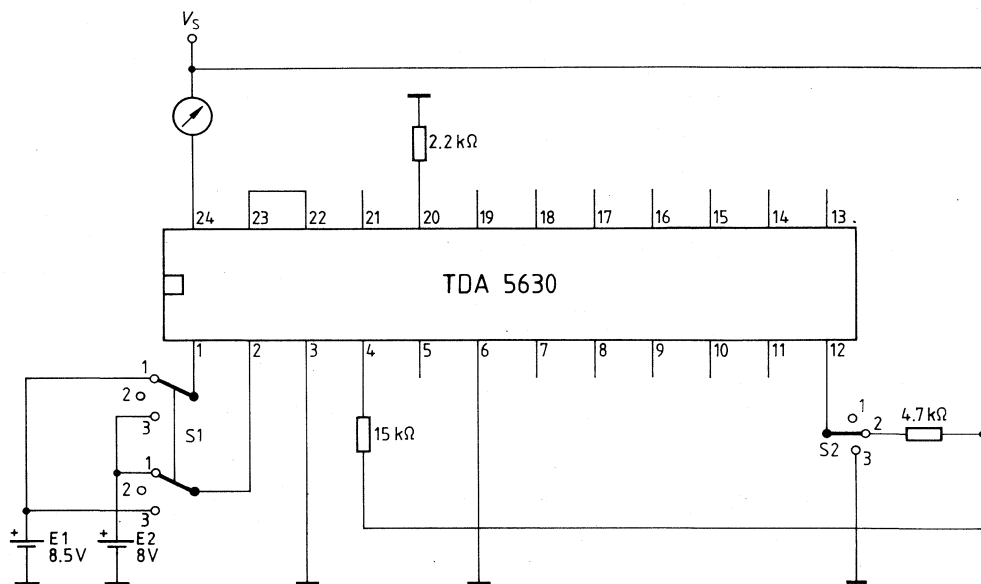 VS
2.2 kΩ
24 23 22 21 20 19 18 17 16 15 14 13
TDA 5630
1 2 3 4 5 6 7 8 9 10 11 12
1
2
3
S1
1
2
3
15 kΩ
1
2
3
S2
4.7 kΩ
+ E1
8.5 V
+ E2
8 V